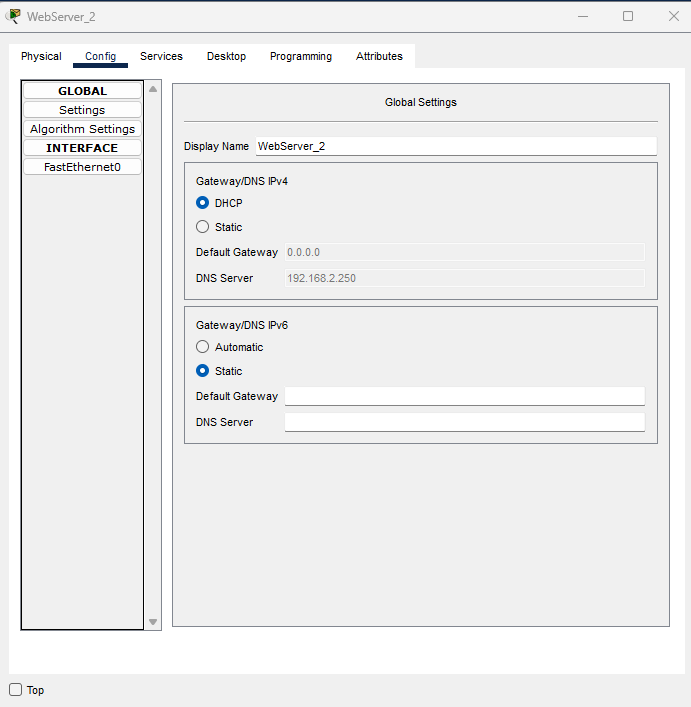 WebServer_2
Physical Config Services Desktop Programming Attributes
GLOBAL
Settings
Algorithm Settings
INTERFACE
FastEthernet0
Global Settings
Display Name WebServer_2
Gateway/DNS IPv4
DHCP
Static
Default Gateway 0.0.0.0
DNS Server 192.168.2.250
Gateway/DNS IPv6
Automatic
Static
Default Gateway
DNS Server
Top